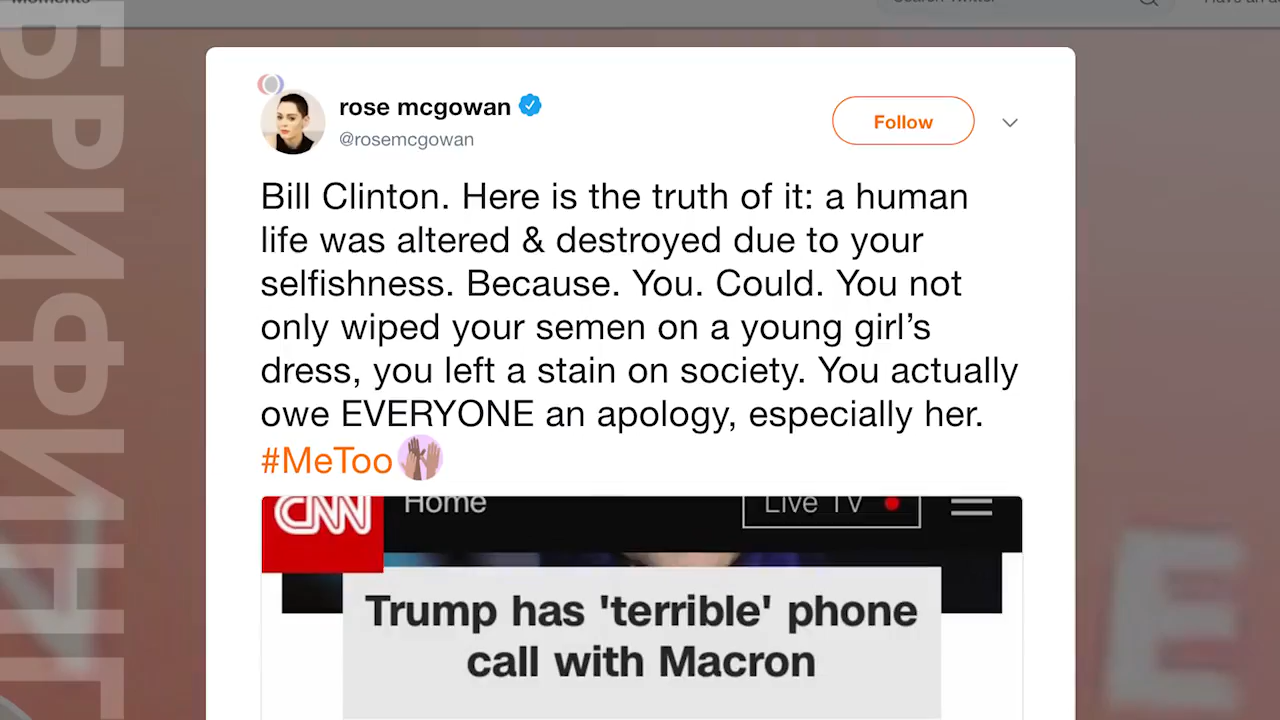 БРИФИНГ
rose mcgowan
@rosemcgowan
Follow
Bill Clinton. Here is the truth of it: a human
life was altered & destroyed due to your
selfishness. Because. You. Could. You not
only wiped your semen on a young girl’s
dress, you left a stain on society. You actually
owe EVERYONE an apology, especially her.
#MeToo
CNN
Home
Live TV
Trump has 'terrible' phone
call with Macron
Е